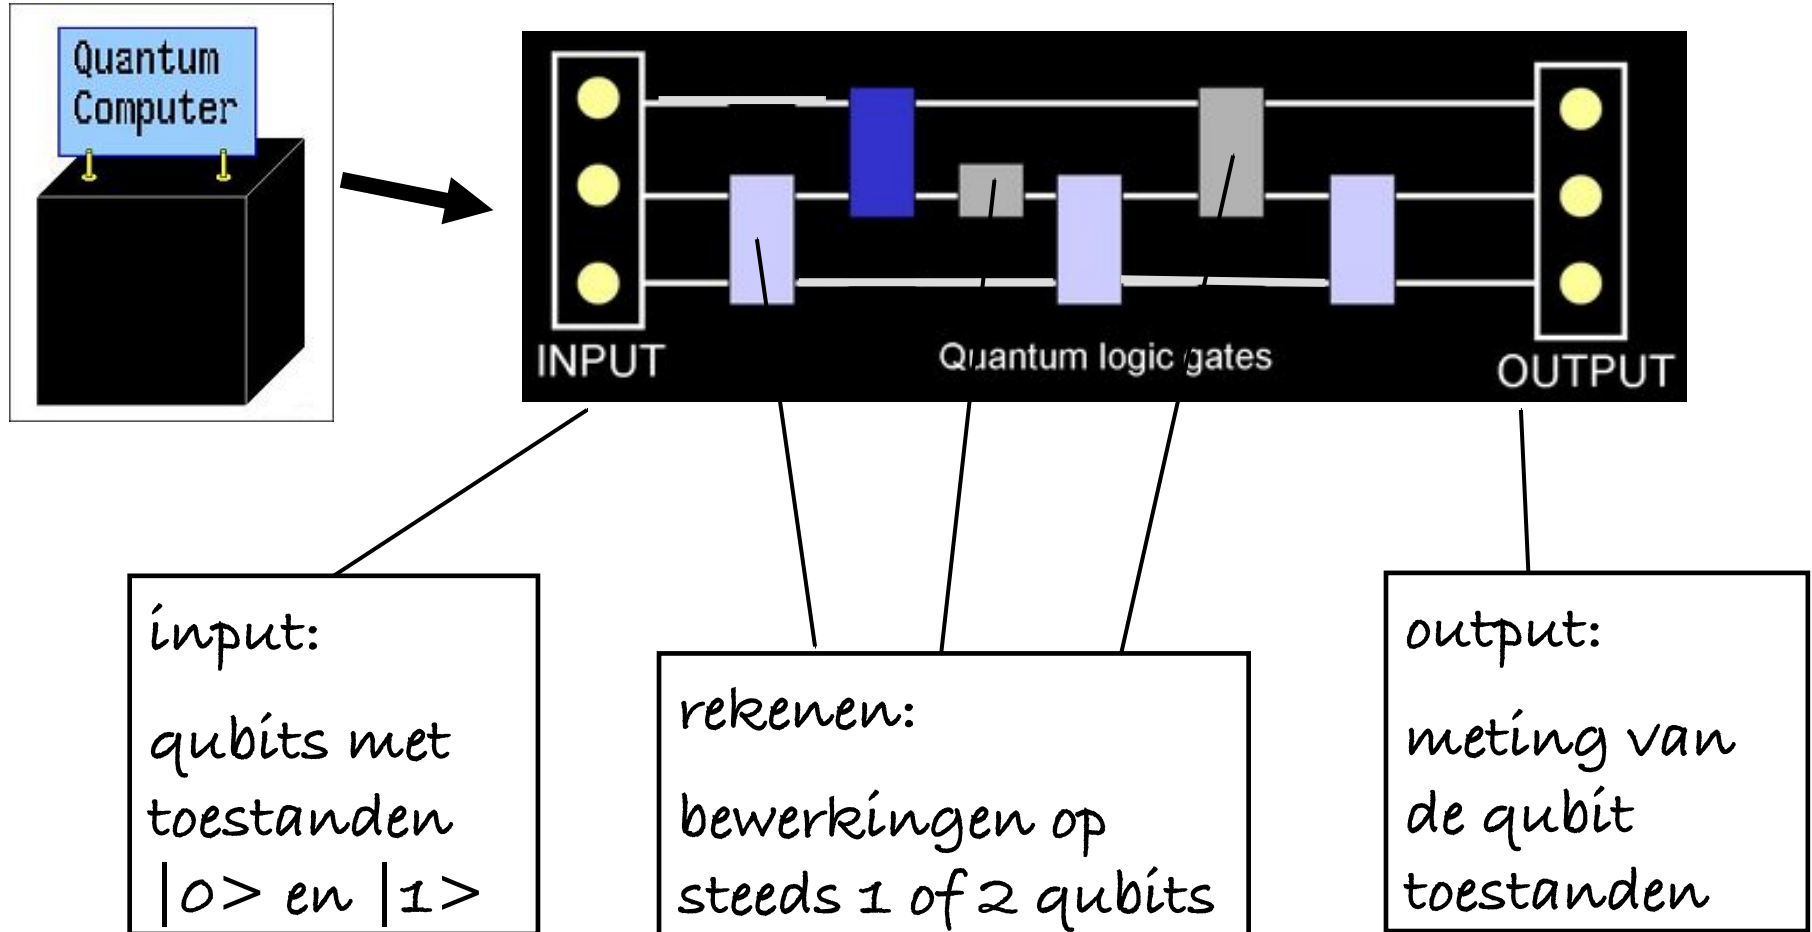 Quantum
Computer
INPUT
Quantum logic gates
OUTPUT
input:
qubits met
toestanden
|0> en |1>
rekenen:
bewerkingen op
steeds 1 of 2 qubits
output:
meting van
de qubit
toestanden